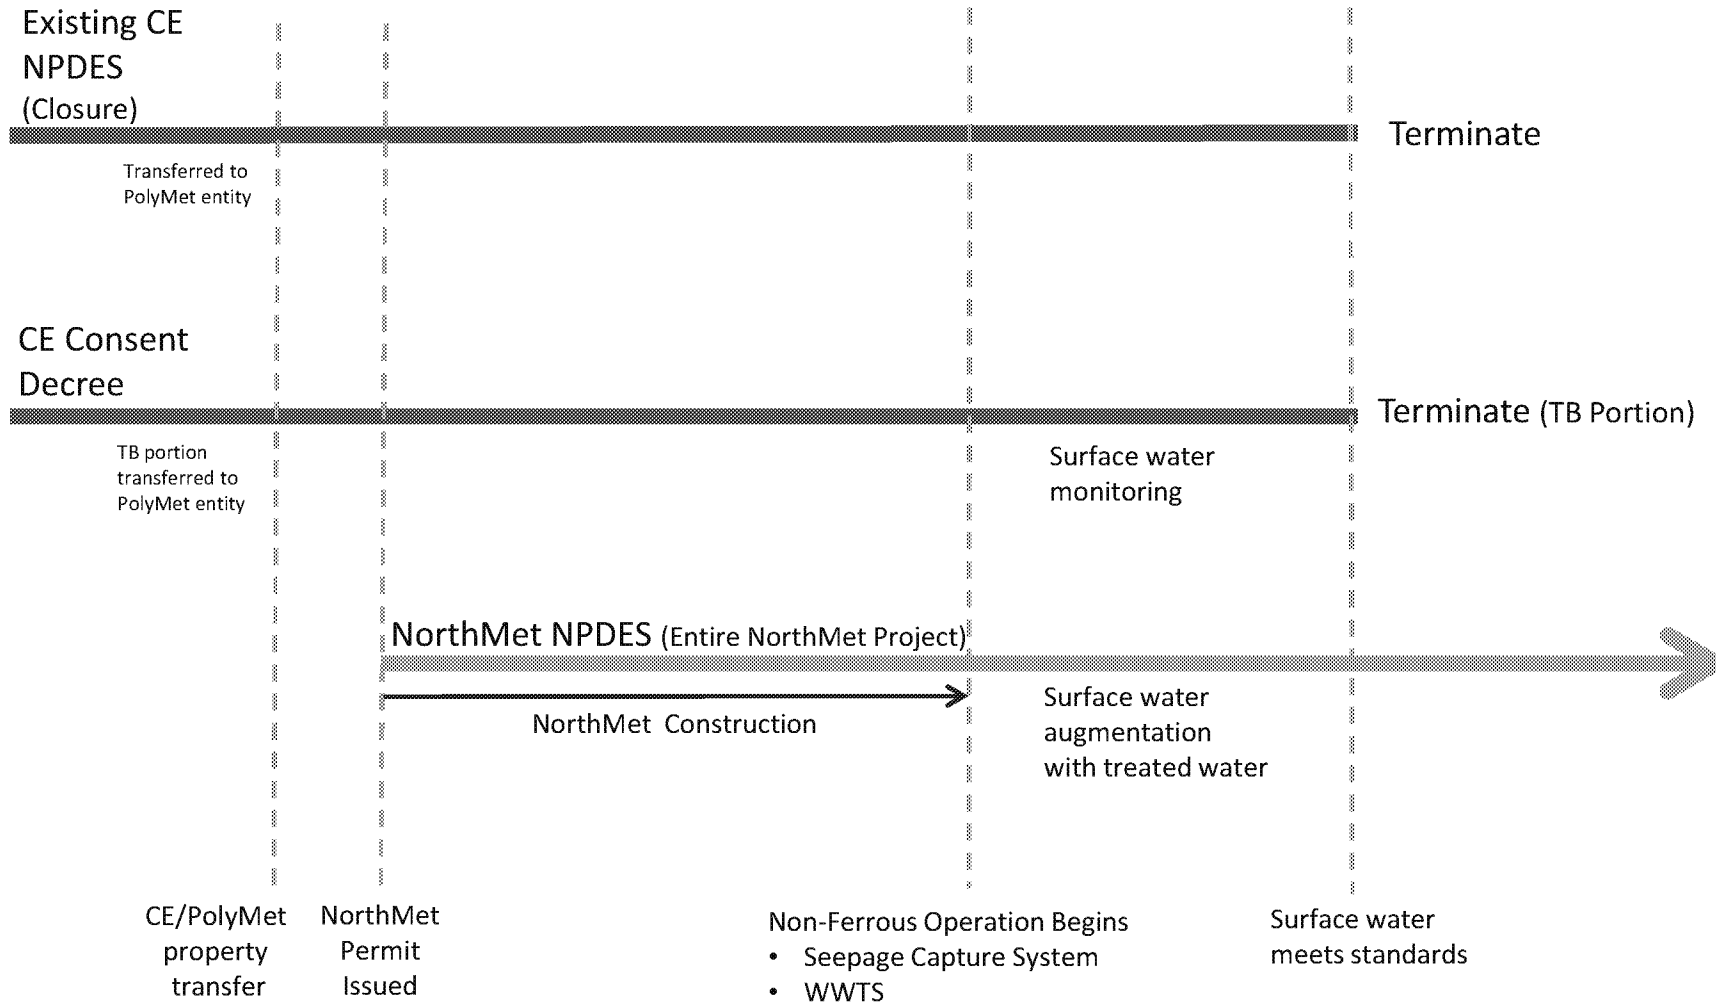 Existing CE
NPDES
(Closure)
Terminate
Transferred to
PolyMet entity
CE Consent
Decree
Terminate (TB Portion)
TB portion
transferred to
PolyMet entity
Surface water
monitoring
NorthMet NPDES (Entire NorthMet Project)
NorthMet Construction
Surface water
augmentation
with treated water
CE/PolyMet
property
transfer
NorthMet
Permit
Issued
Non-Ferrous Operation Begins
• Seepage Capture System
• WWTS
Surface water
meets standards